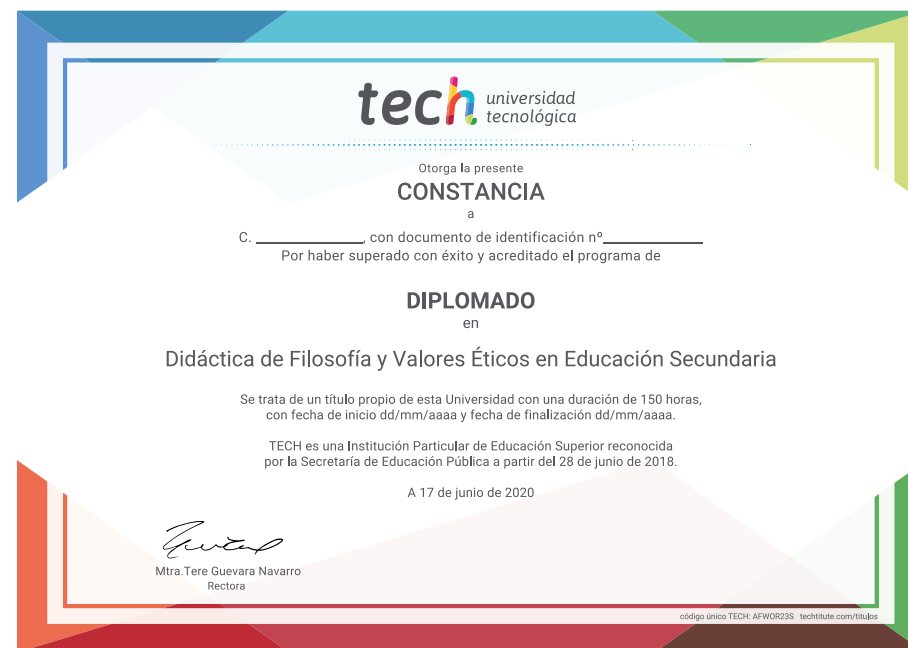 tech universidad
tecnológica
Otorga la presente
CONSTANCIA
a
C. ______________, con documento de identificación nº_____________
Por haber superado con éxito y acreditado el programa de
DIPLOMADO
en
Didáctica de Filosofía y Valores Éticos en Educación Secundaria
Se trata de un título propio de esta Universidad con una duración de 150 horas,
con fecha de inicio dd/mm/aaaa y fecha de finalización dd/mm/aaaa.
TECH es una Institución Particular de Educación Superior reconocida
por la Secretaría de Educación Pública a partir del 28 de junio de 2018.
A 17 de junio de 2020
Mtra.Tere Guevara Navarro
Rectora
código único TECH: AFWOR23S techtitute.com/titulos